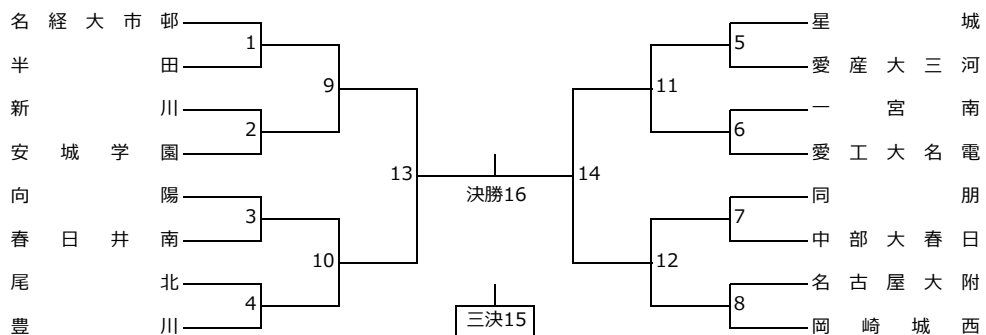 名経大市邨
半田
新川
安城学園
向陽
春日井南
尾北
豊川
1
2
3
4
9
10
13
決勝16
三決15
14
11
12
5
6
7
8
星城
愛産大三河
一宮南
愛工大名電
同朋
中部大春日
名古屋大附
岡崎城西